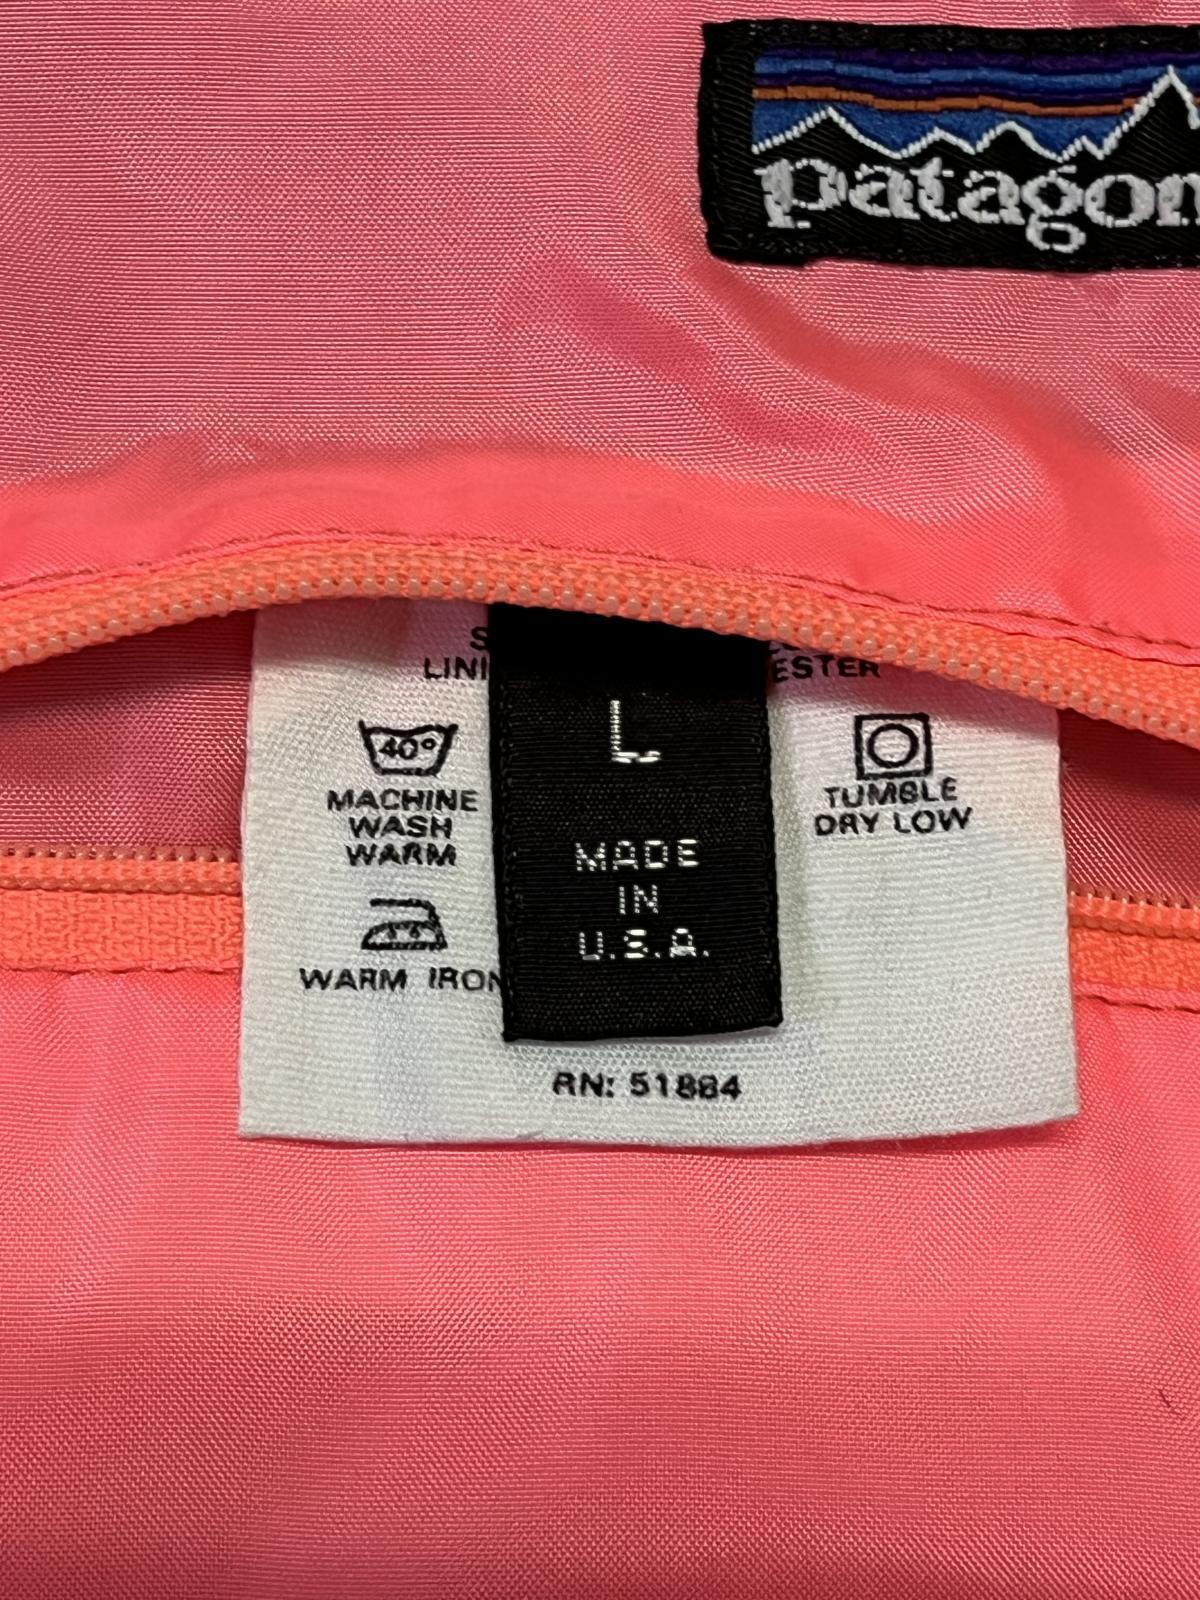 patagon
S
LINI
ESTER
40°
MACHINE
WASH
WARM
WARM IRON
L
MADE
IN
U.S.A.
TUMBLE
DRY LOW
RN: 51884